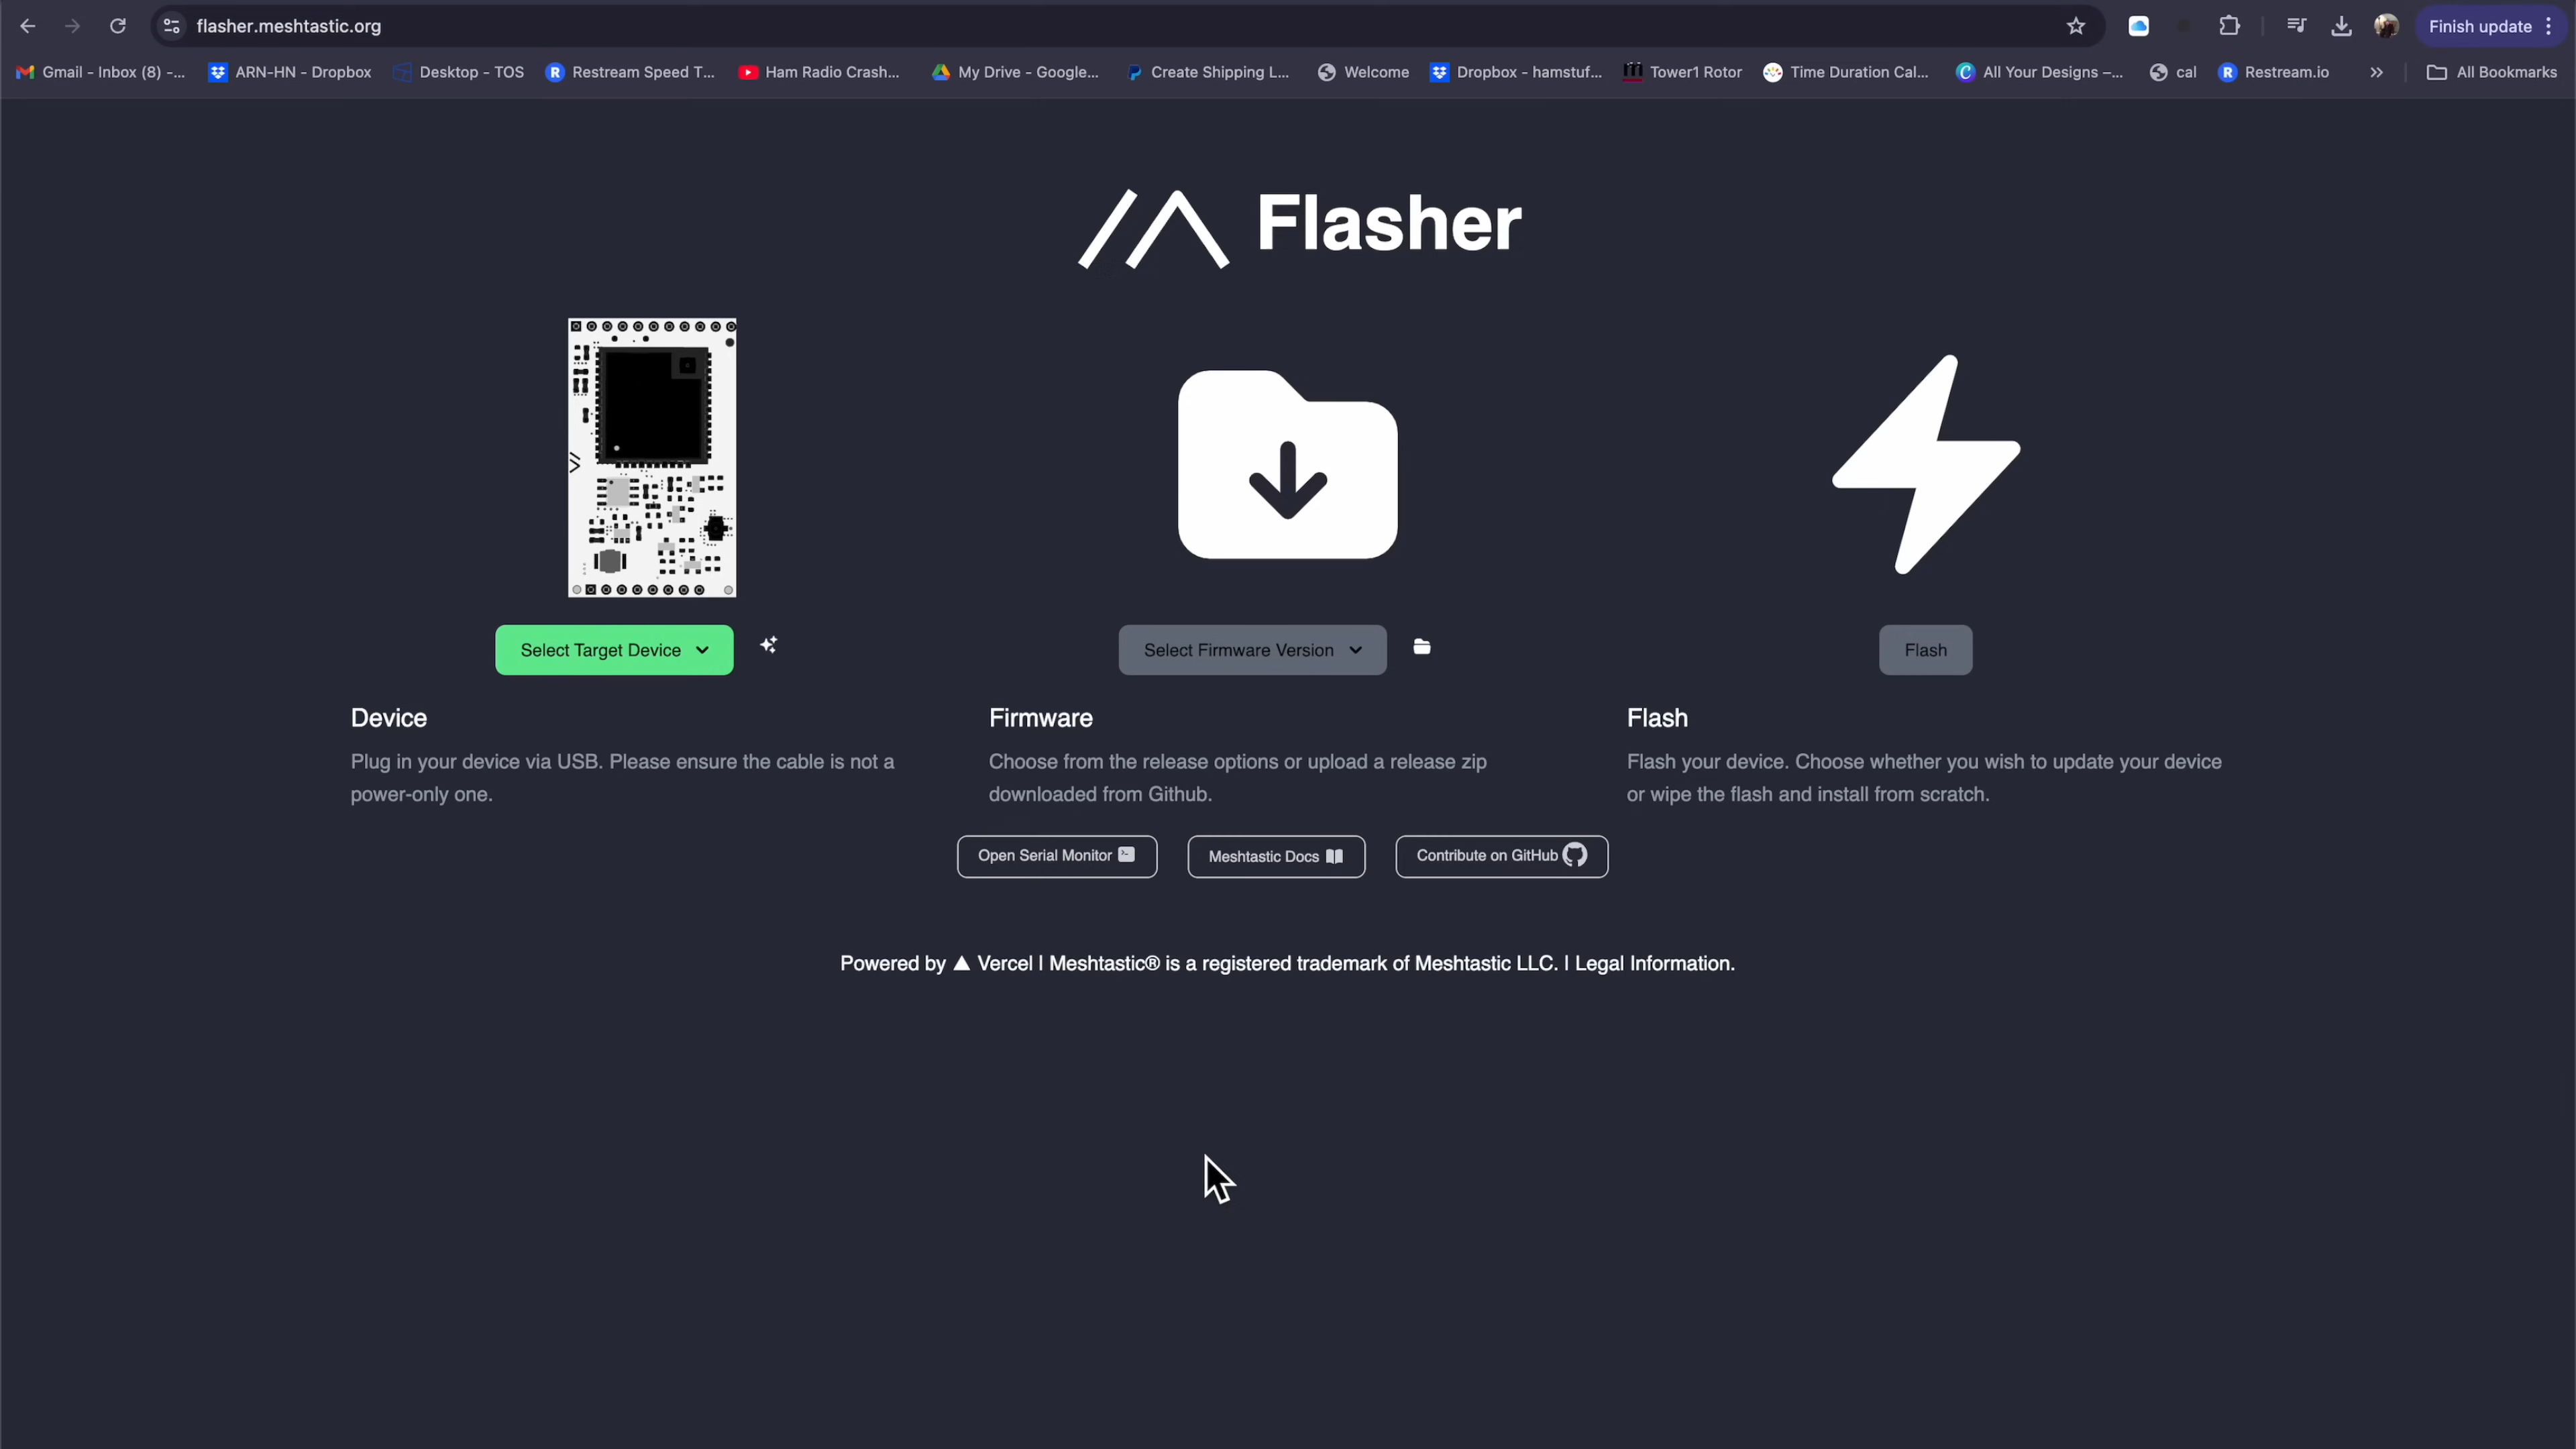 flasher.meshtastic.org
Finish update
Gmail - Inbox (8) -...
ARN-HN - Dropbox
Desktop - TOS
Restream Speed T...
Ham Radio Crash...
My Drive - Google...
Create Shipping L...
Welcome
Dropbox - hamstuf...
Tower1 Rotor
Time Duration Cal...
All Your Designs –...
cal
Restream.io
All Bookmarks
Flasher
Select Target Device
Select Firmware Version
Flash
Device
Plug in your device via USB. Please ensure the cable is not a
power-only one.
Firmware
Choose from the release options or upload a release zip
downloaded from Github.
Flash
Flash your device. Choose whether you wish to update your device
or wipe the flash and install from scratch.
Open Serial Monitor
Meshtastic Docs
Contribute on GitHub
Powered by ▲ Vercel | Meshtastic® is a registered trademark of Meshtastic LLC. | Legal Information.